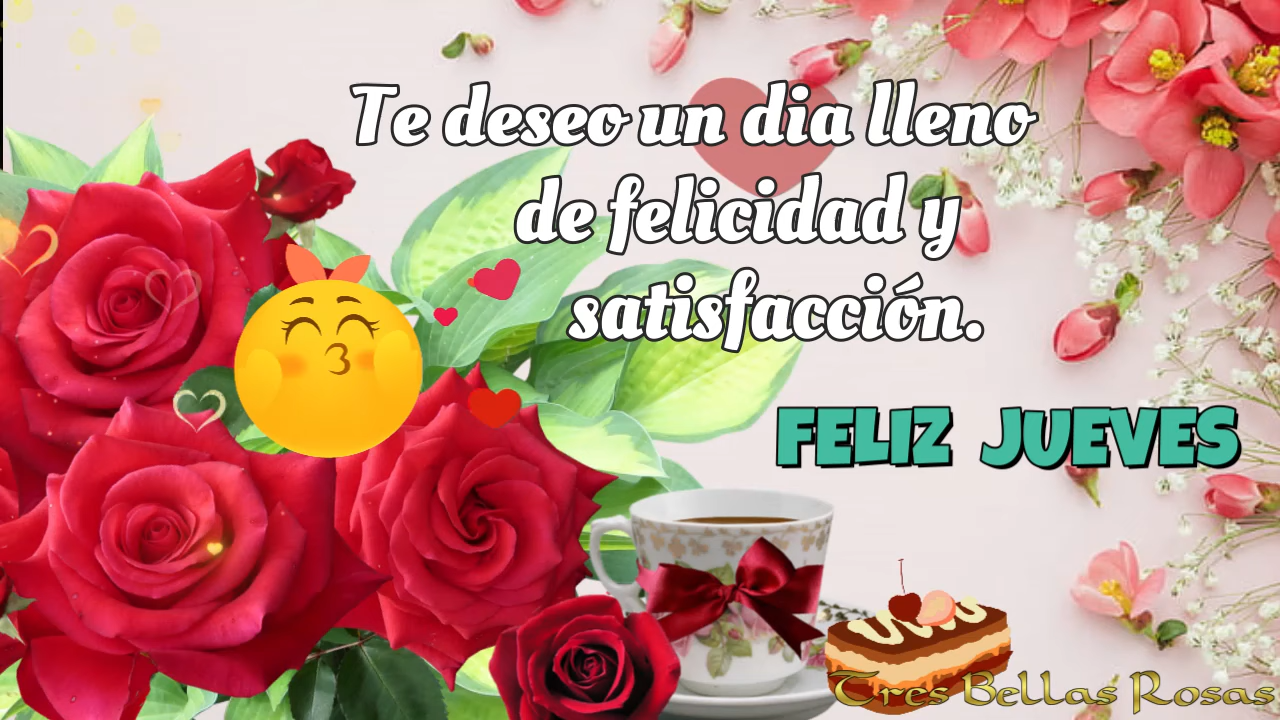 Te deseo un dia lleno
de felicidad y
satisfacción.
FELIZ JUEVES
Tres Bellas Rosas